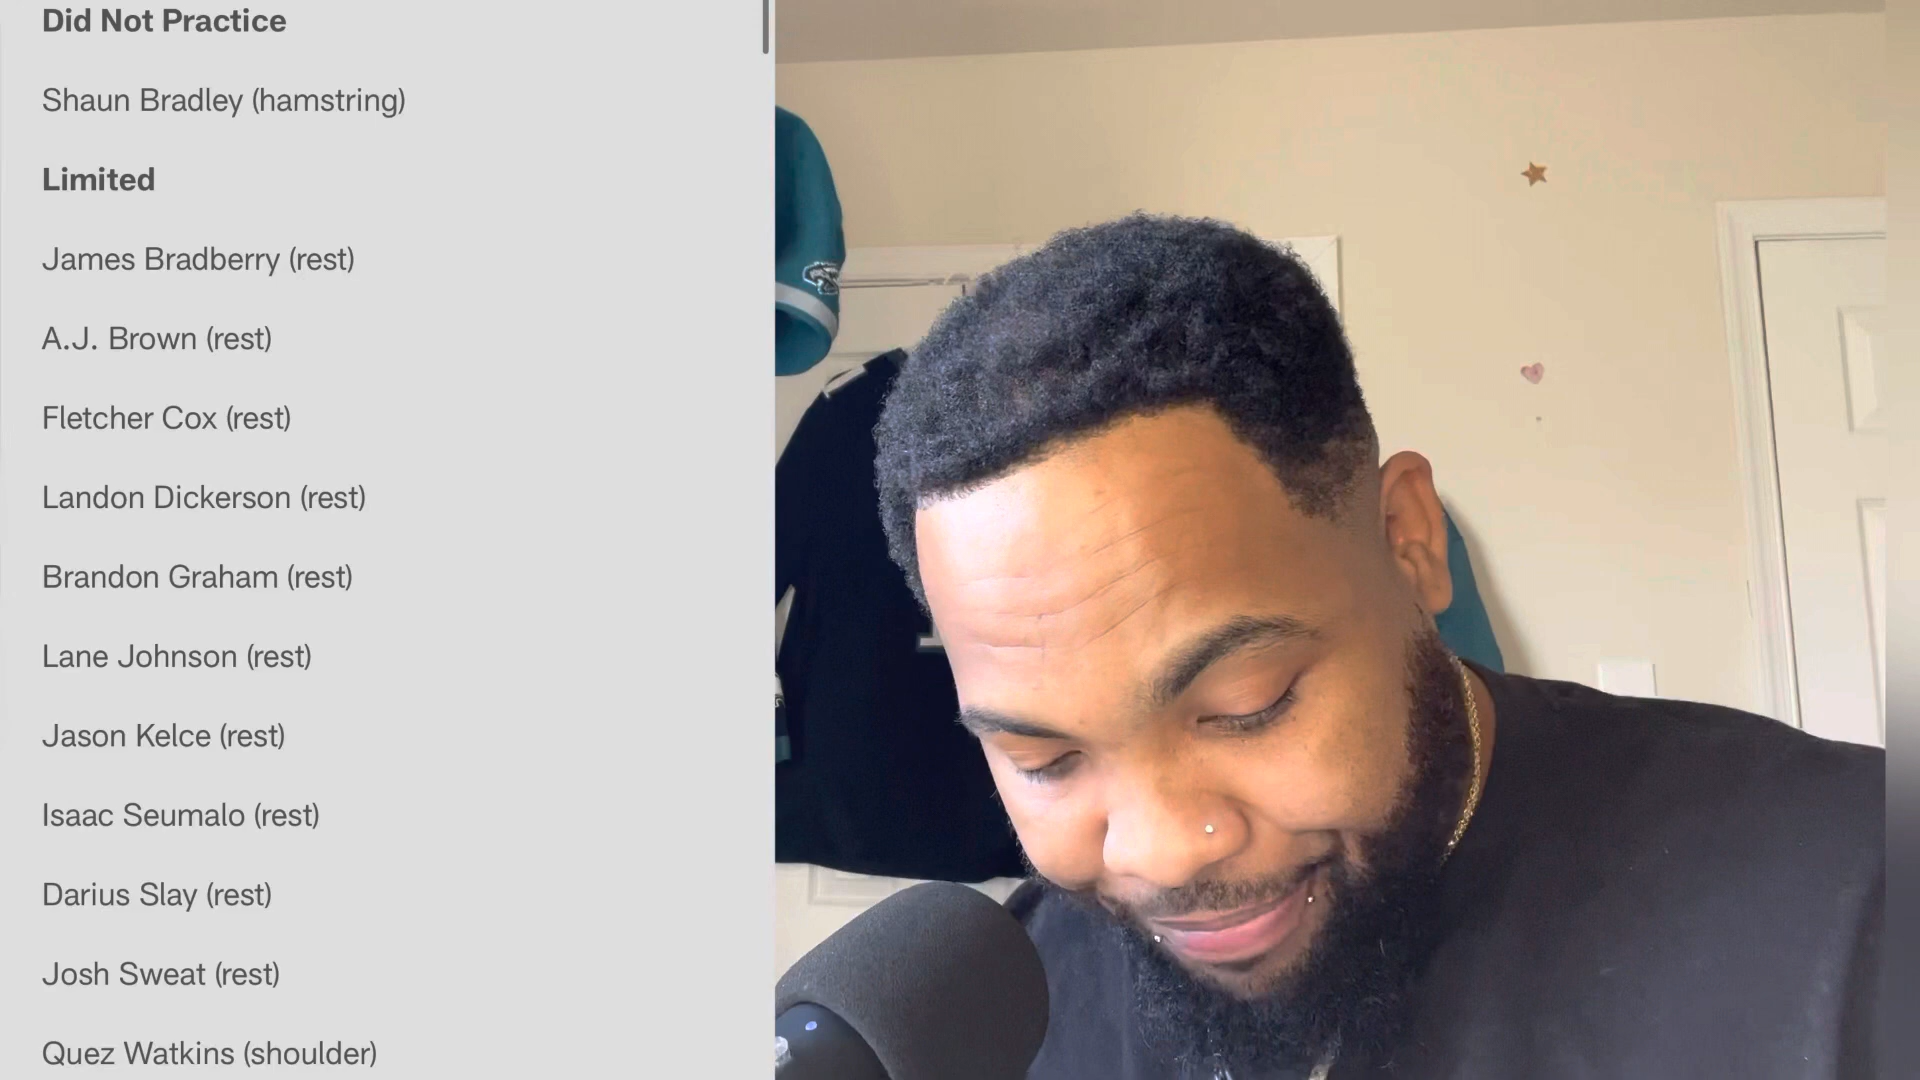 Did Not Practice
Shaun Bradley (hamstring)
Limited
James Bradberry (rest)
A.J. Brown (rest)
Fletcher Cox (rest)
Landon Dickerson (rest)
Brandon Graham (rest)
Lane Johnson (rest)
Jason Kelce (rest)
Isaac Seumalo (rest)
Darius Slay (rest)
Josh Sweat (rest)
Quez Watkins (shoulder)